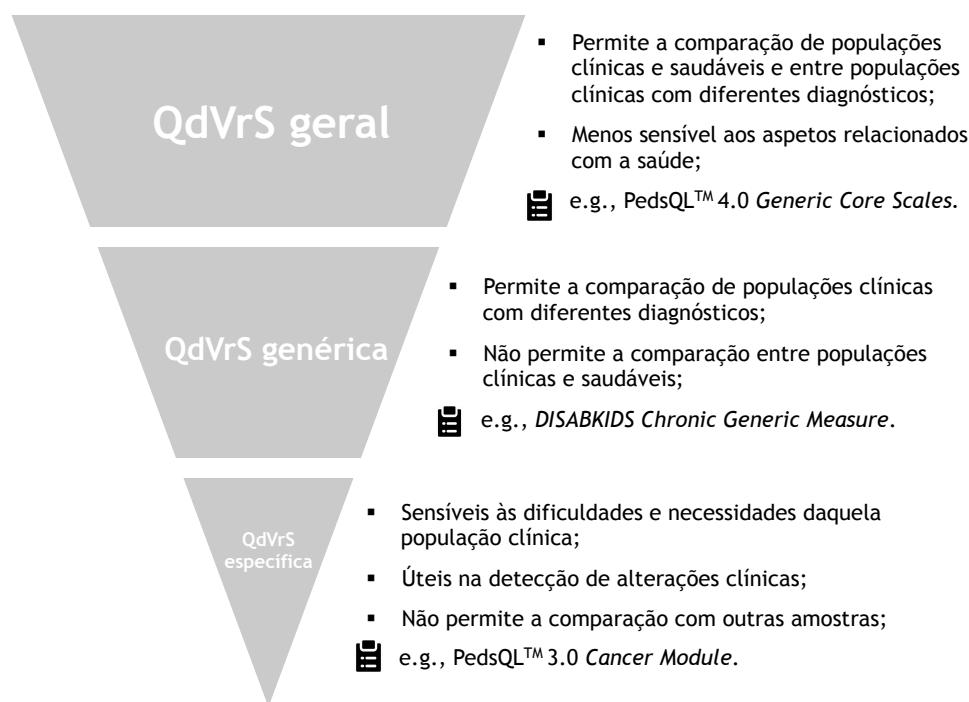 QdVrS geral
▪ Permite a comparação de populações
clínicas e saudáveis e entre populações
clínicas com diferentes diagnósticos;
▪ Menos sensível aos aspetos relacionados
com a saúde;
e.g., PedsQL™ 4.0 Generic Core Scales.
QdVrS genérica
▪ Permite a comparação de populações clínicas
com diferentes diagnósticos;
▪ Não permite a comparação entre populações
clínicas e saudáveis;
e.g., DISABKIDS Chronic Generic Measure.
QdVrS
específica
▪ Sensíveis às dificuldades e necessidades daquela
população clínica;
▪ Úteis na detecção de alterações clínicas;
▪ Não permite a comparação com outras amostras;
e.g., PedsQL™ 3.0 Cancer Module.